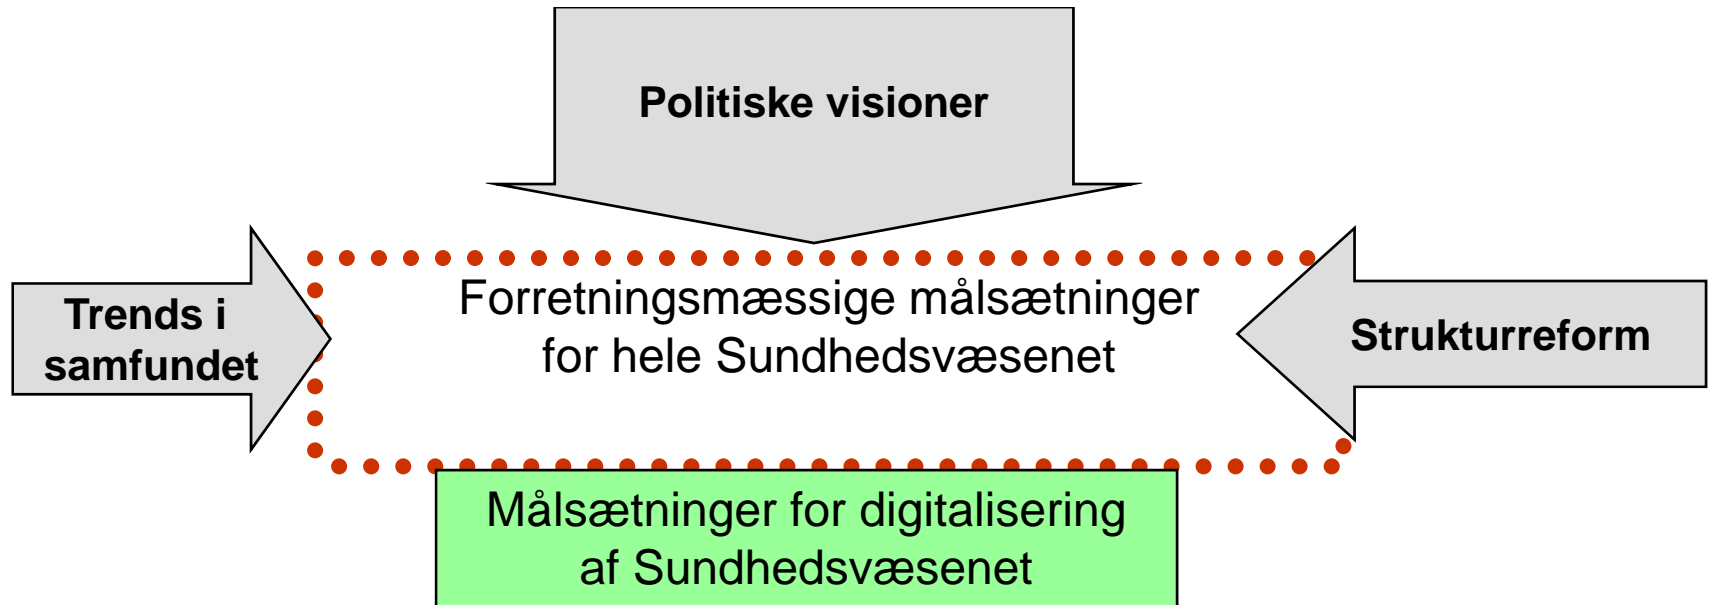 Politiske visioner
Trends i
samfundet
Forretningsmæssige målsætninger
for hele Sundhedsvæsenet
Strukturreform
Målsætninger for digitalisering
af Sundhedsvæsenet